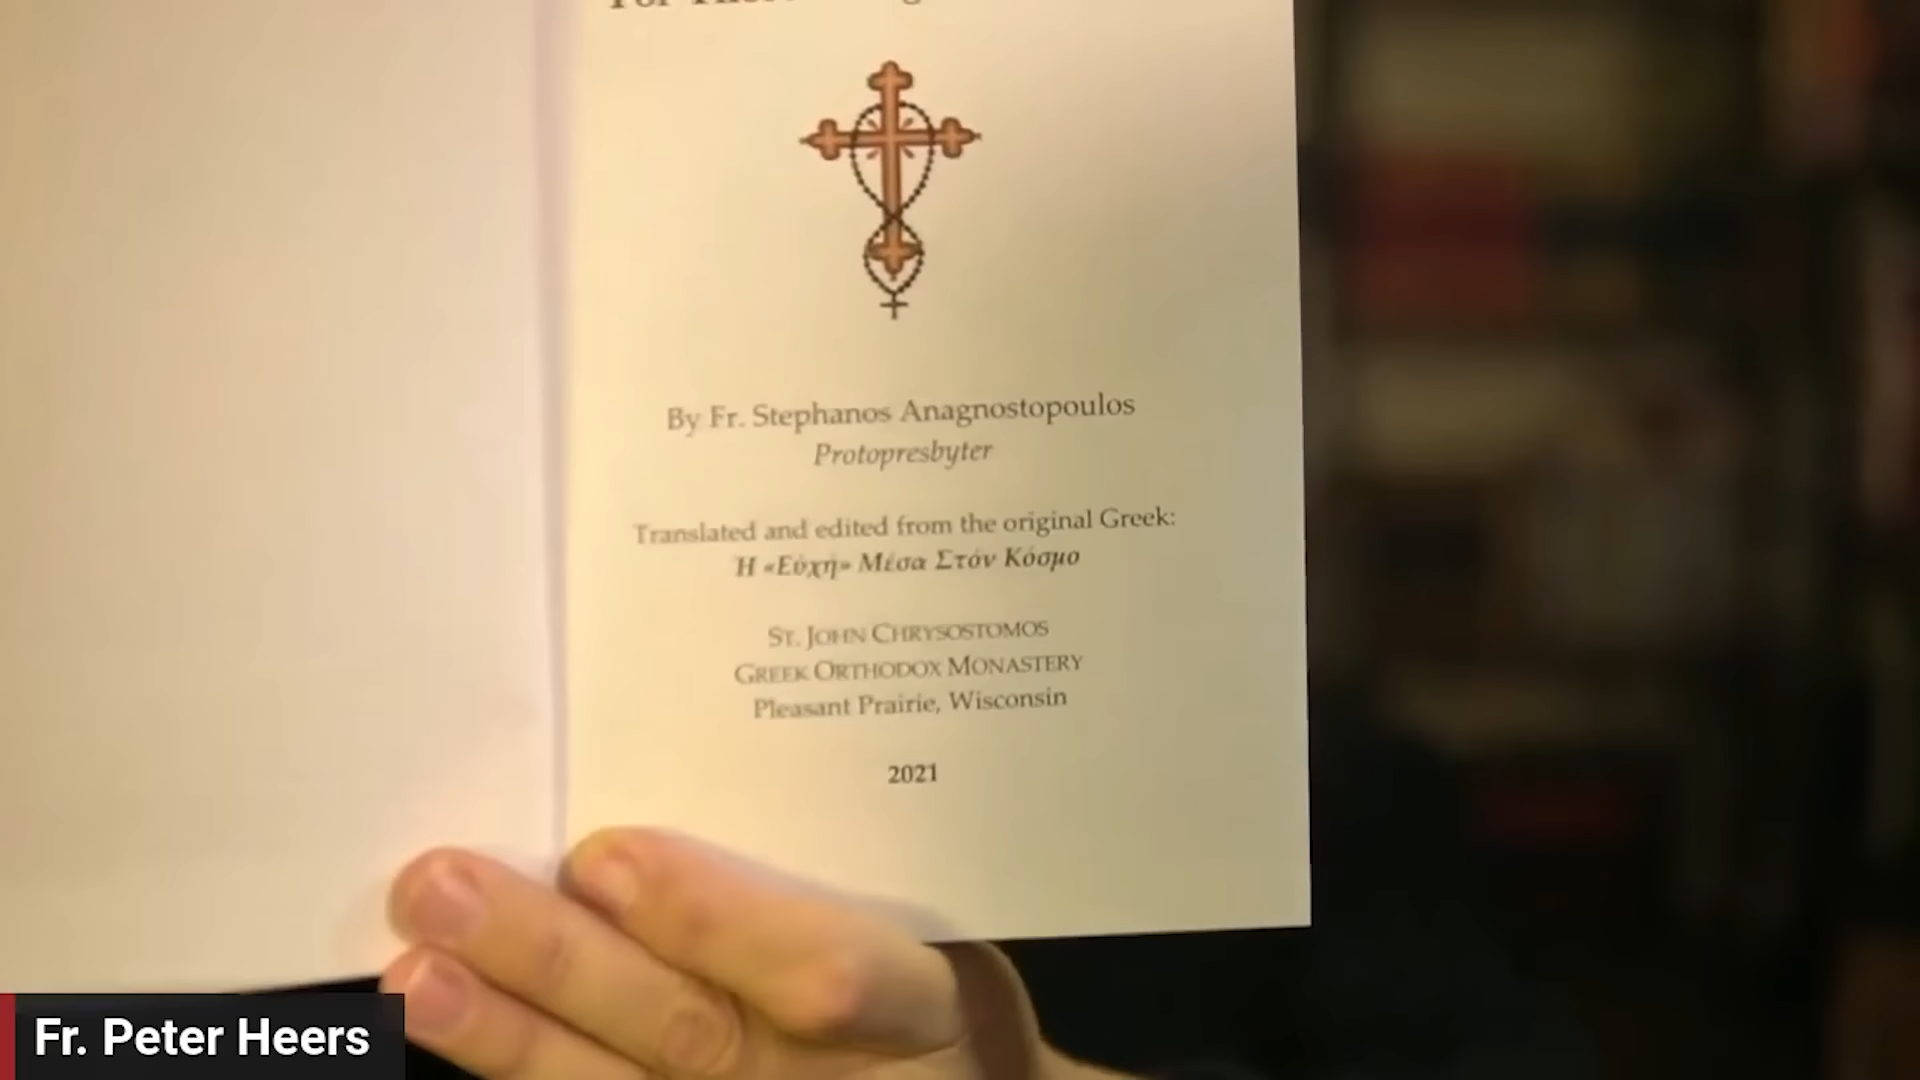 By Fr. Stephanos Anagnostopoulos
Protopresbyter
Translated and edited from the original Greek:
Ἡ «Εὐχή» Μέσα Στόν Κόσμο
ST. JOHN CHRYSOSTOMOS
GREEK ORTHODOX MONASTERY
Pleasant Prairie, Wisconsin
2021
Fr. Peter Heers